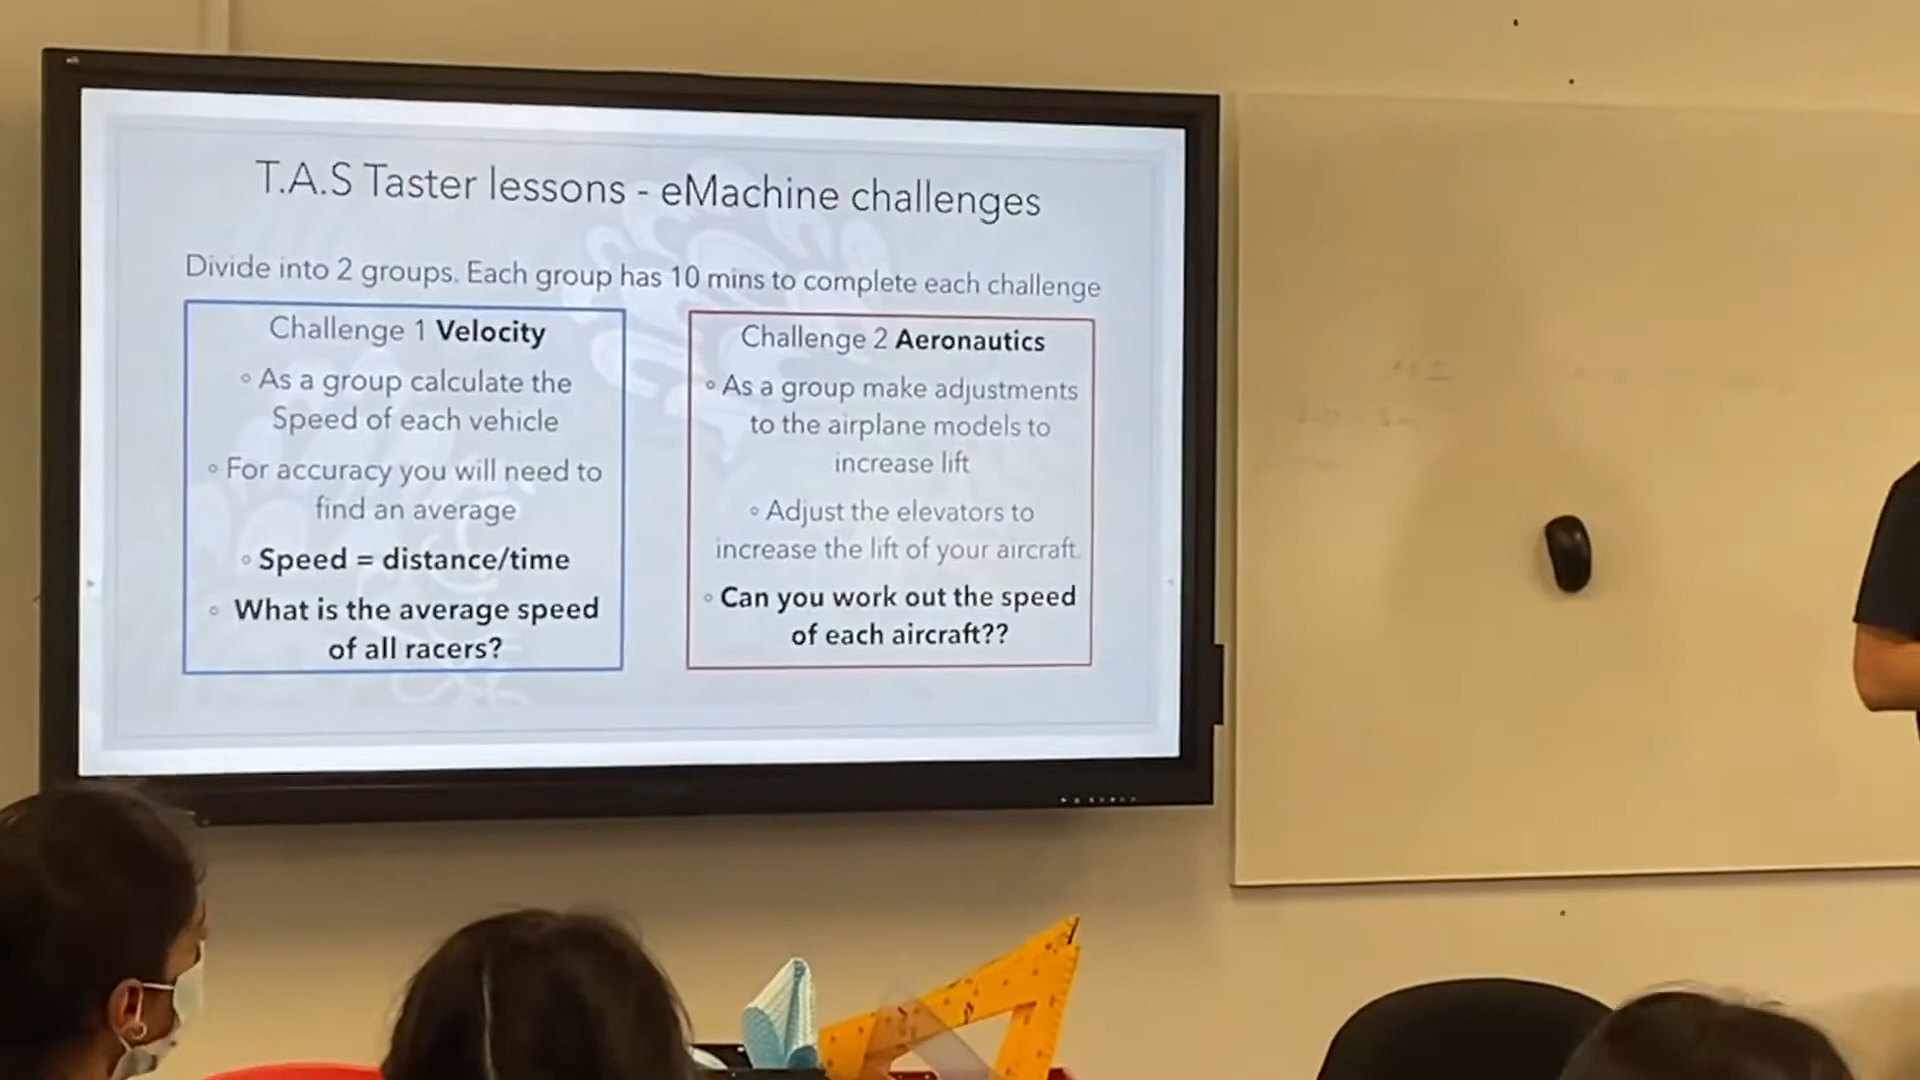 T.A.S Taster lessons - eMachine challenges
Divide into 2 groups. Each group has 10 mins to complete each challenge
Challenge 1 Velocity
◦ As a group calculate the
Speed of each vehicle
◦ For accuracy you will need to
find an average
◦ Speed = distance/time
◦ What is the average speed
of all racers?
Challenge 2 Aeronautics
◦ As a group make adjustments
to the airplane models to
increase lift
◦ Adjust the elevators to
increase the lift of your aircraft.
◦ Can you work out the speed
of each aircraft??